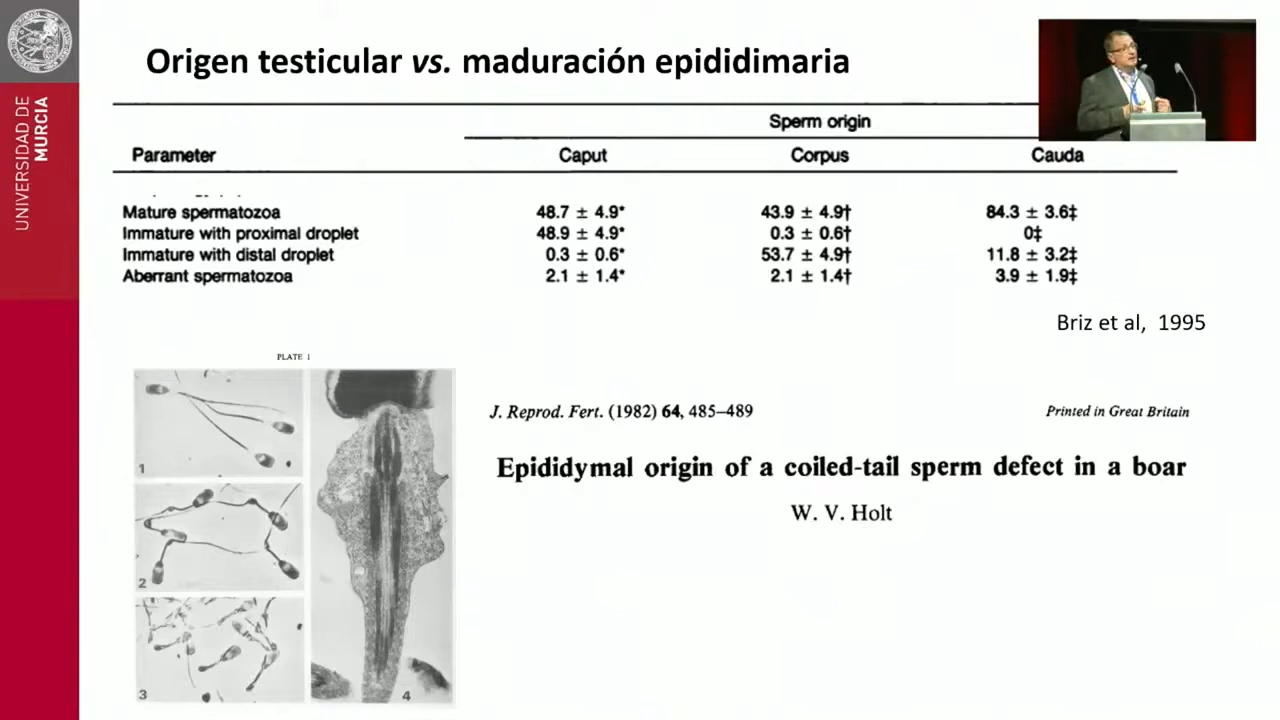 UNIVERSIDAD DE
MURCIA
Origen testicular vs. maduración epididimaria
Sperm origin
Parameter Caput Corpus Cauda
Mature spermatozoa 48.7 ± 4.9* 43.9 ± 4.9† 84.3 ± 3.6‡
Immature with proximal droplet 48.9 ± 4.9* 0.3 ± 0.6† 0‡
Immature with distal droplet 0.3 ± 0.6* 53.7 ± 4.9† 11.8 ± 3.2‡
Aberrant spermatozoa 2.1 ± 1.4* 2.1 ± 1.4† 3.9 ± 1.9‡
Briz et al, 1995
PLATE 1
1
2
3
4
J. Reprod. Fert. (1982) 64, 485–489 Printed in Great Britain
Epididymal origin of a coiled-tail sperm defect in a boar
W. V. Holt